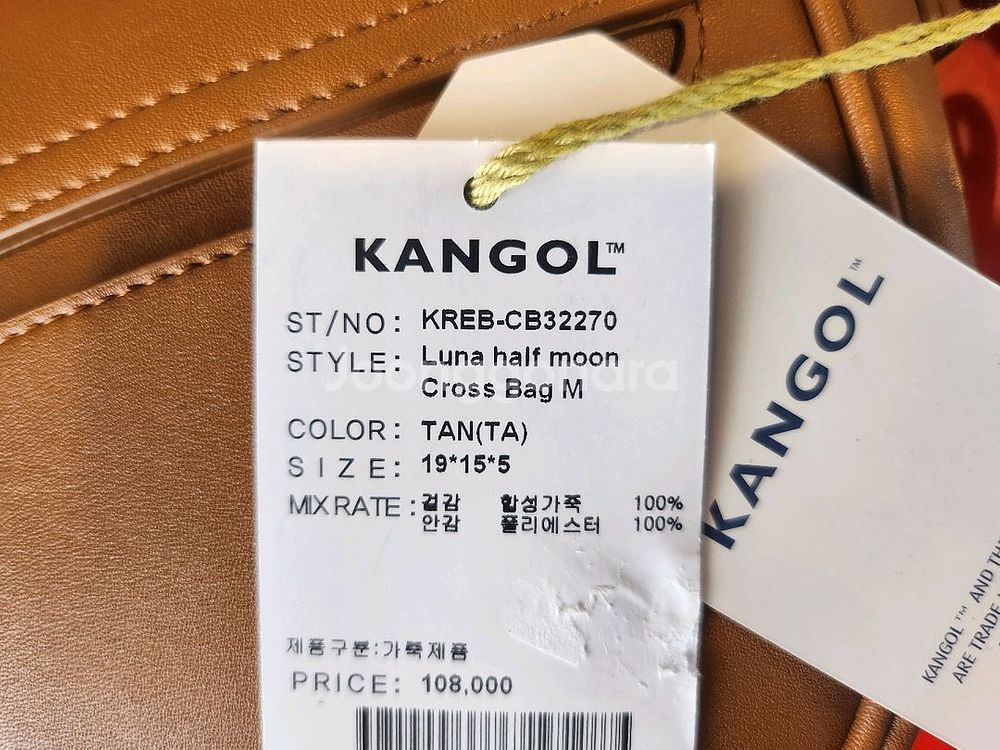 KANGOL™
ST/NO: KREB-CB32270
STYLE: Luna half moon
Cross Bag M
COLOR: TAN(TA)
SIZE: 19*15*5
MIXRATE: 겉감 합성가죽 100%
안감 폴리에스터 100%
제품구분:가죽제품
PRICE: 108,000
KANGOL™
KANGOL™ AND TH
ARE TRADE
Joonggonara